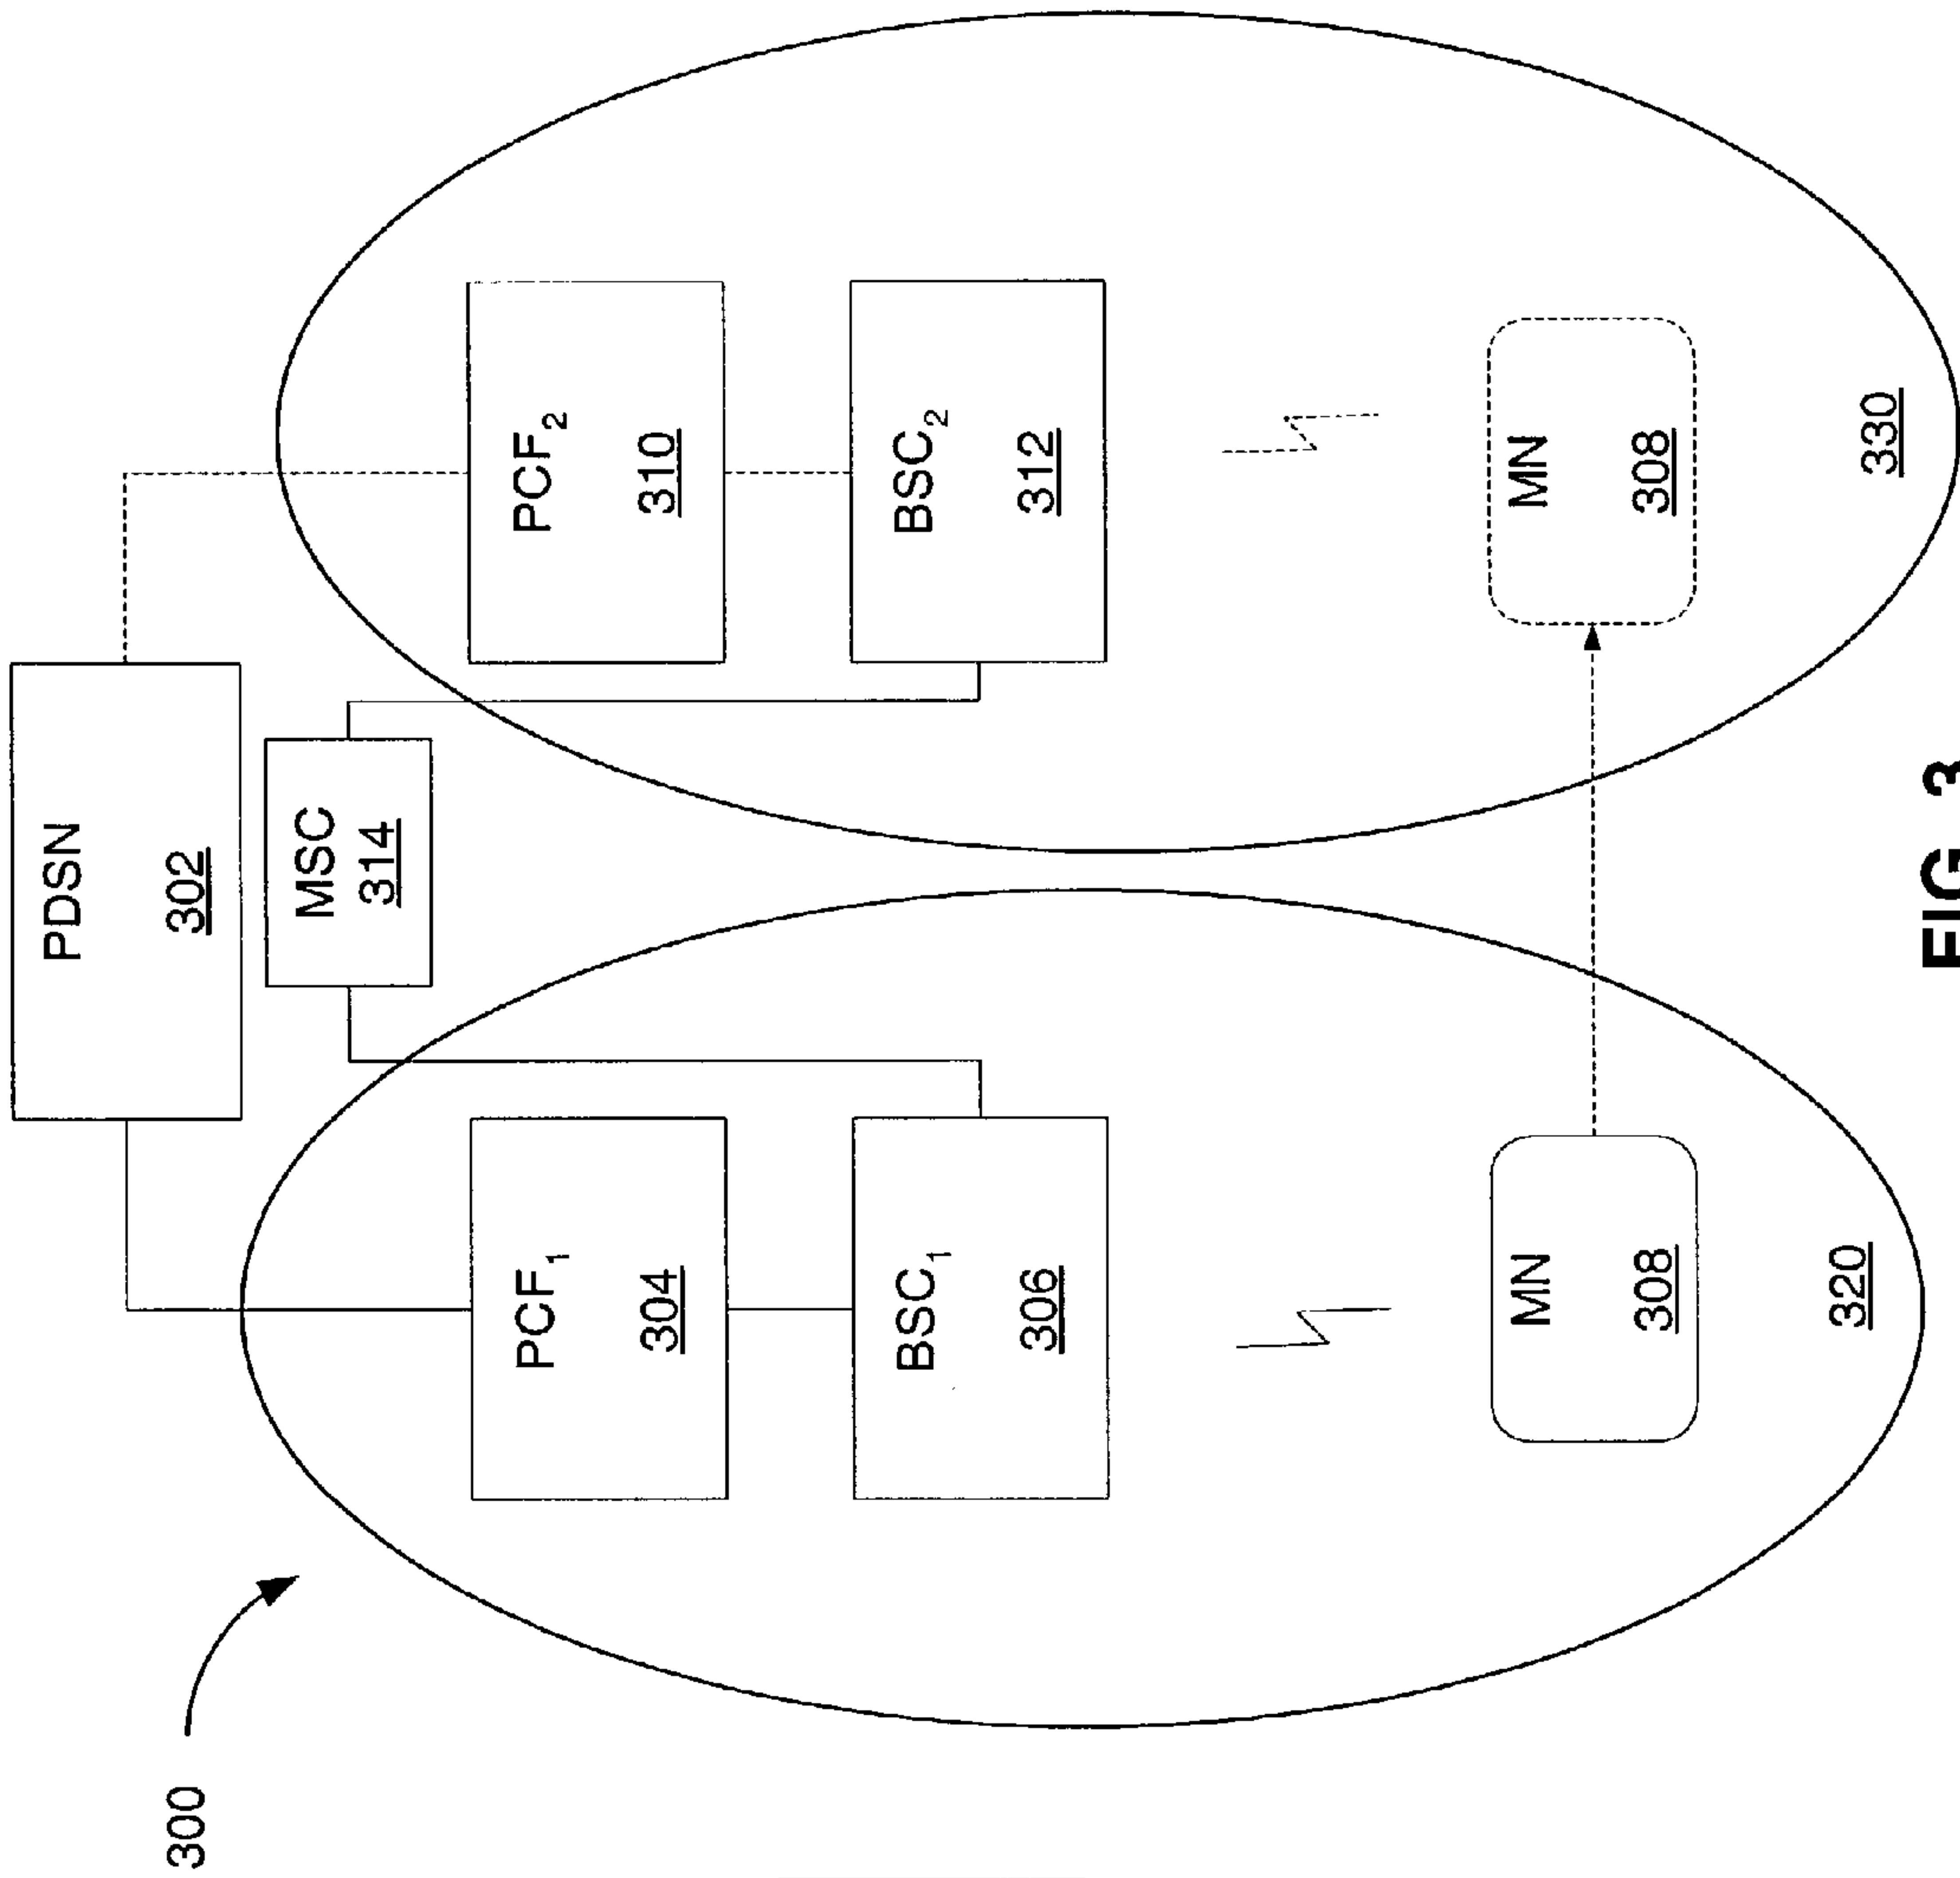 300
PDSN
302
MSC
314
PCF₁
304
PCF₂
310
BSC₁
306
BSC₂
312
MN
308
MN
308
320
330
FIG. 3